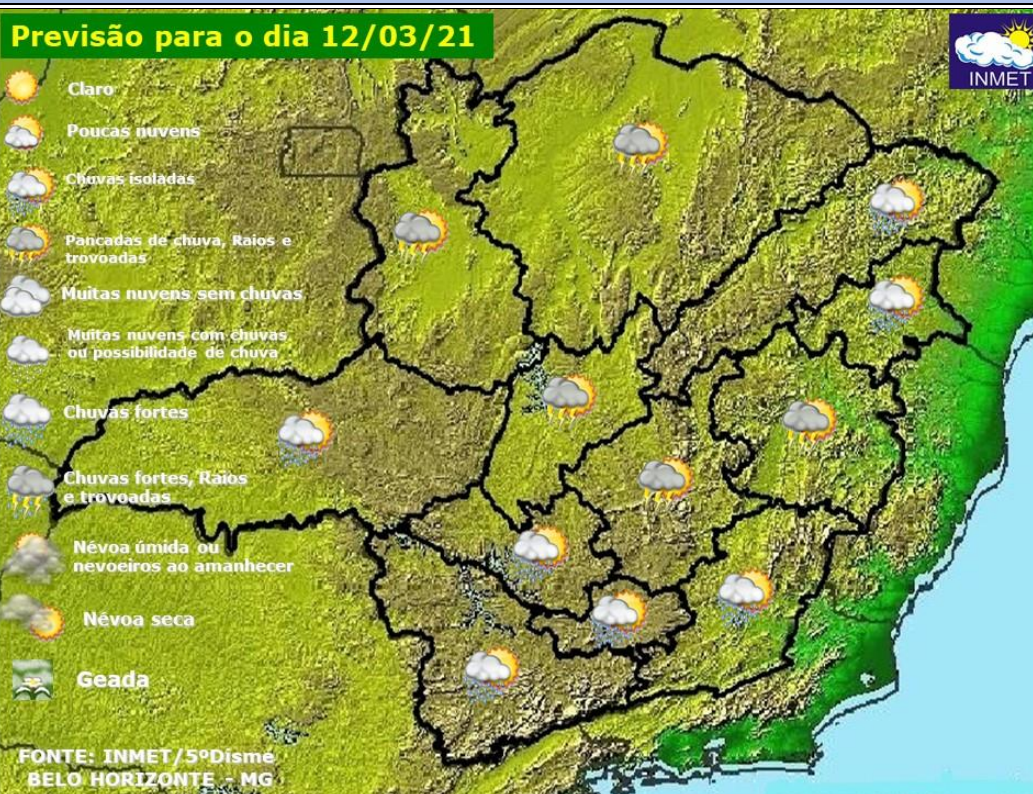 Previsão para o dia 12/03/21
INMET
Claro
Poucas nuvens
Chuvas isoladas
Pancadas de chuva, Raios e
trovoadas
Muitas nuvens sem chuvas
Muitas nuvens com chuvas
ou possibilidade de chuva
Chuvas fortes
Chuvas fortes, Raios
e trovoadas
Névoa úmida ou
nevoeiros ao amanhecer
Névoa seca
Geada
FONTE: INMET/5ºDisme
BELO HORIZONTE - MG